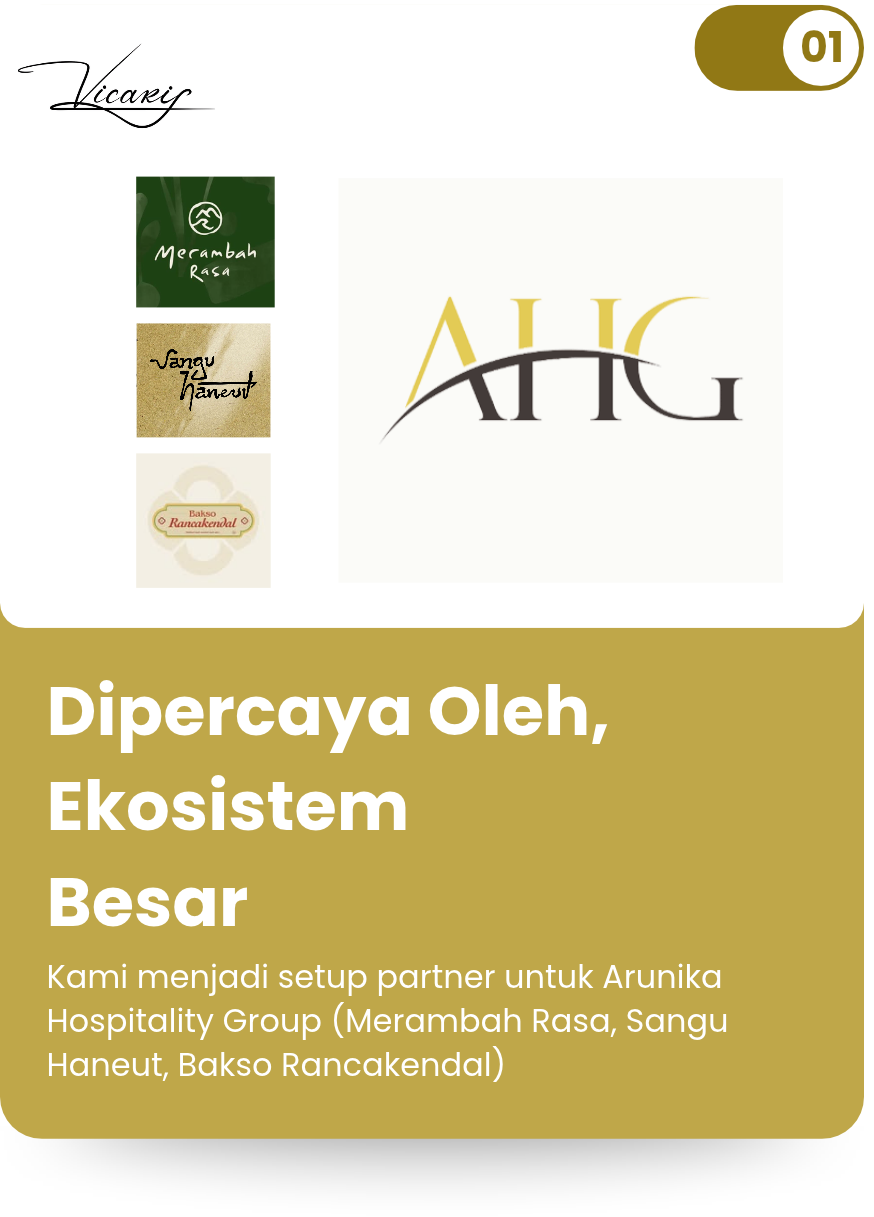 Vicaris
01
Merambah
Rasa
Sangu
haneut
AHG
Bakso
Rancakendal
Dipercaya Oleh,
Ekosistem
Besar
Kami menjadi setup partner untuk Arunika
Hospitality Group (Merambah Rasa, Sangu
Haneut, Bakso Rancakendal)